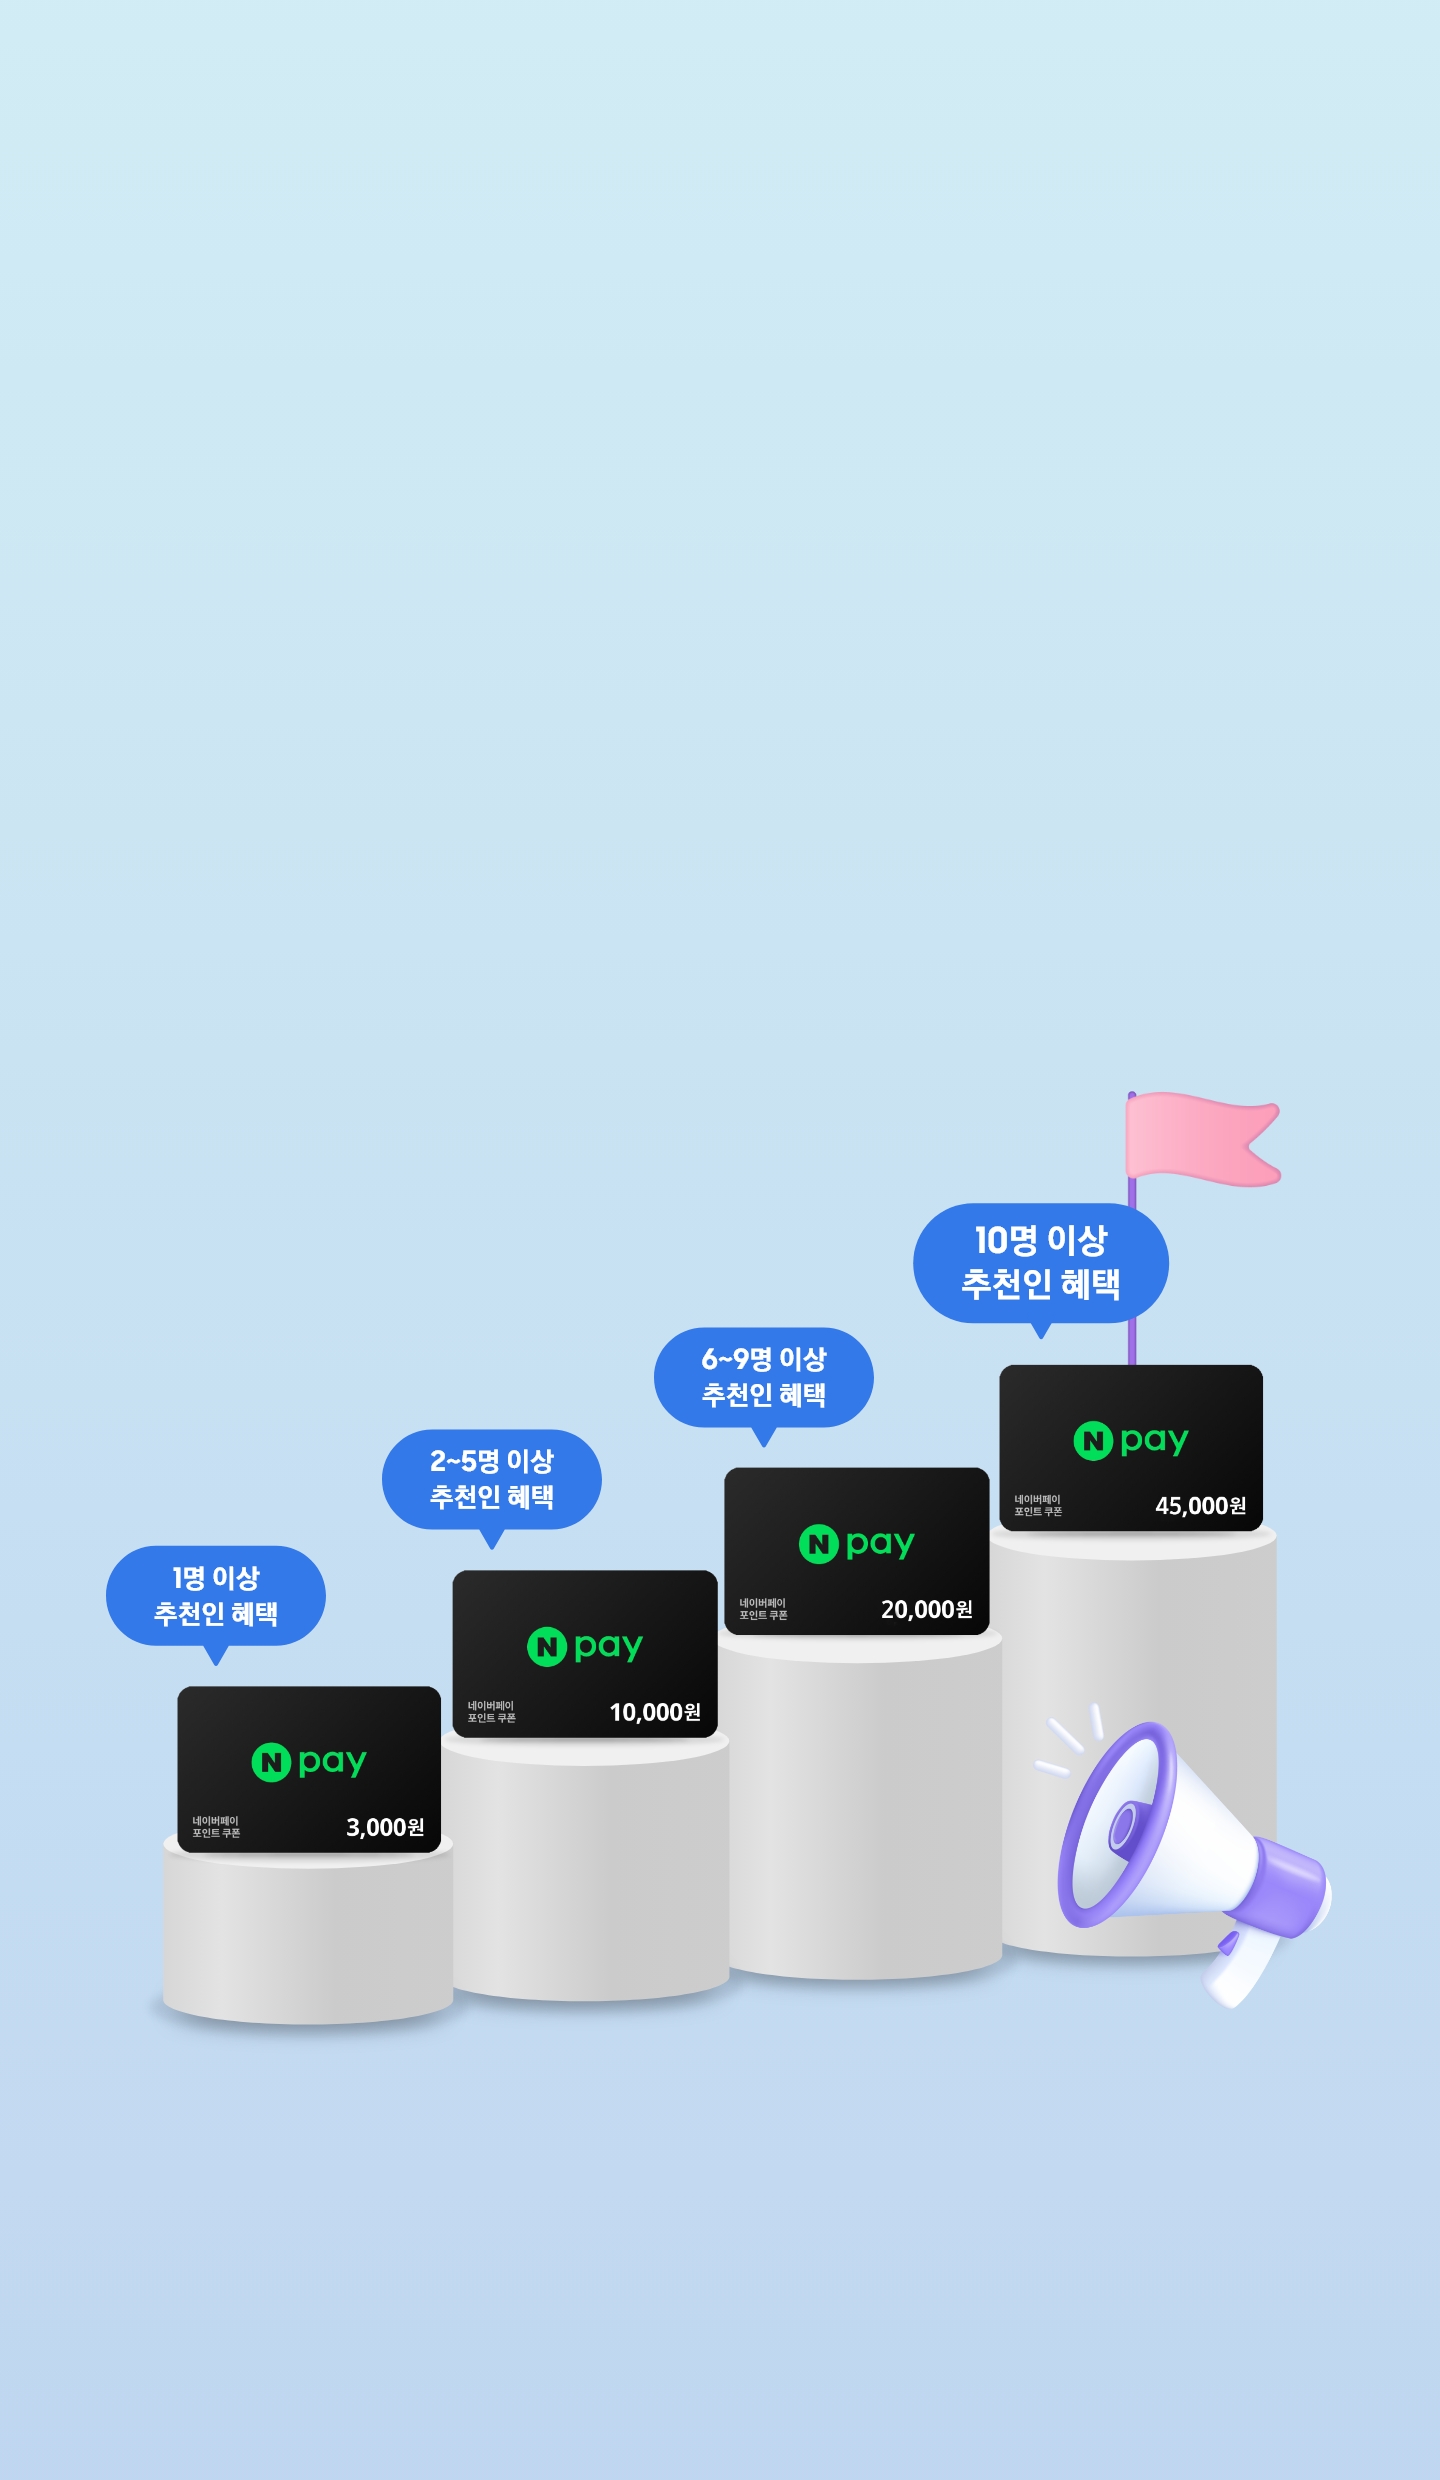 10명 이상
추천인 혜택
N pay
네이버페이
포인트 쿠폰
45,000원
6~9명 이상
추천인 혜택
N pay
네이버페이
포인트 쿠폰
20,000원
2~5명 이상
추천인 혜택
N pay
네이버페이
포인트 쿠폰
10,000원
1명 이상
추천인 혜택
N pay
네이버페이
포인트 쿠폰
3,000원